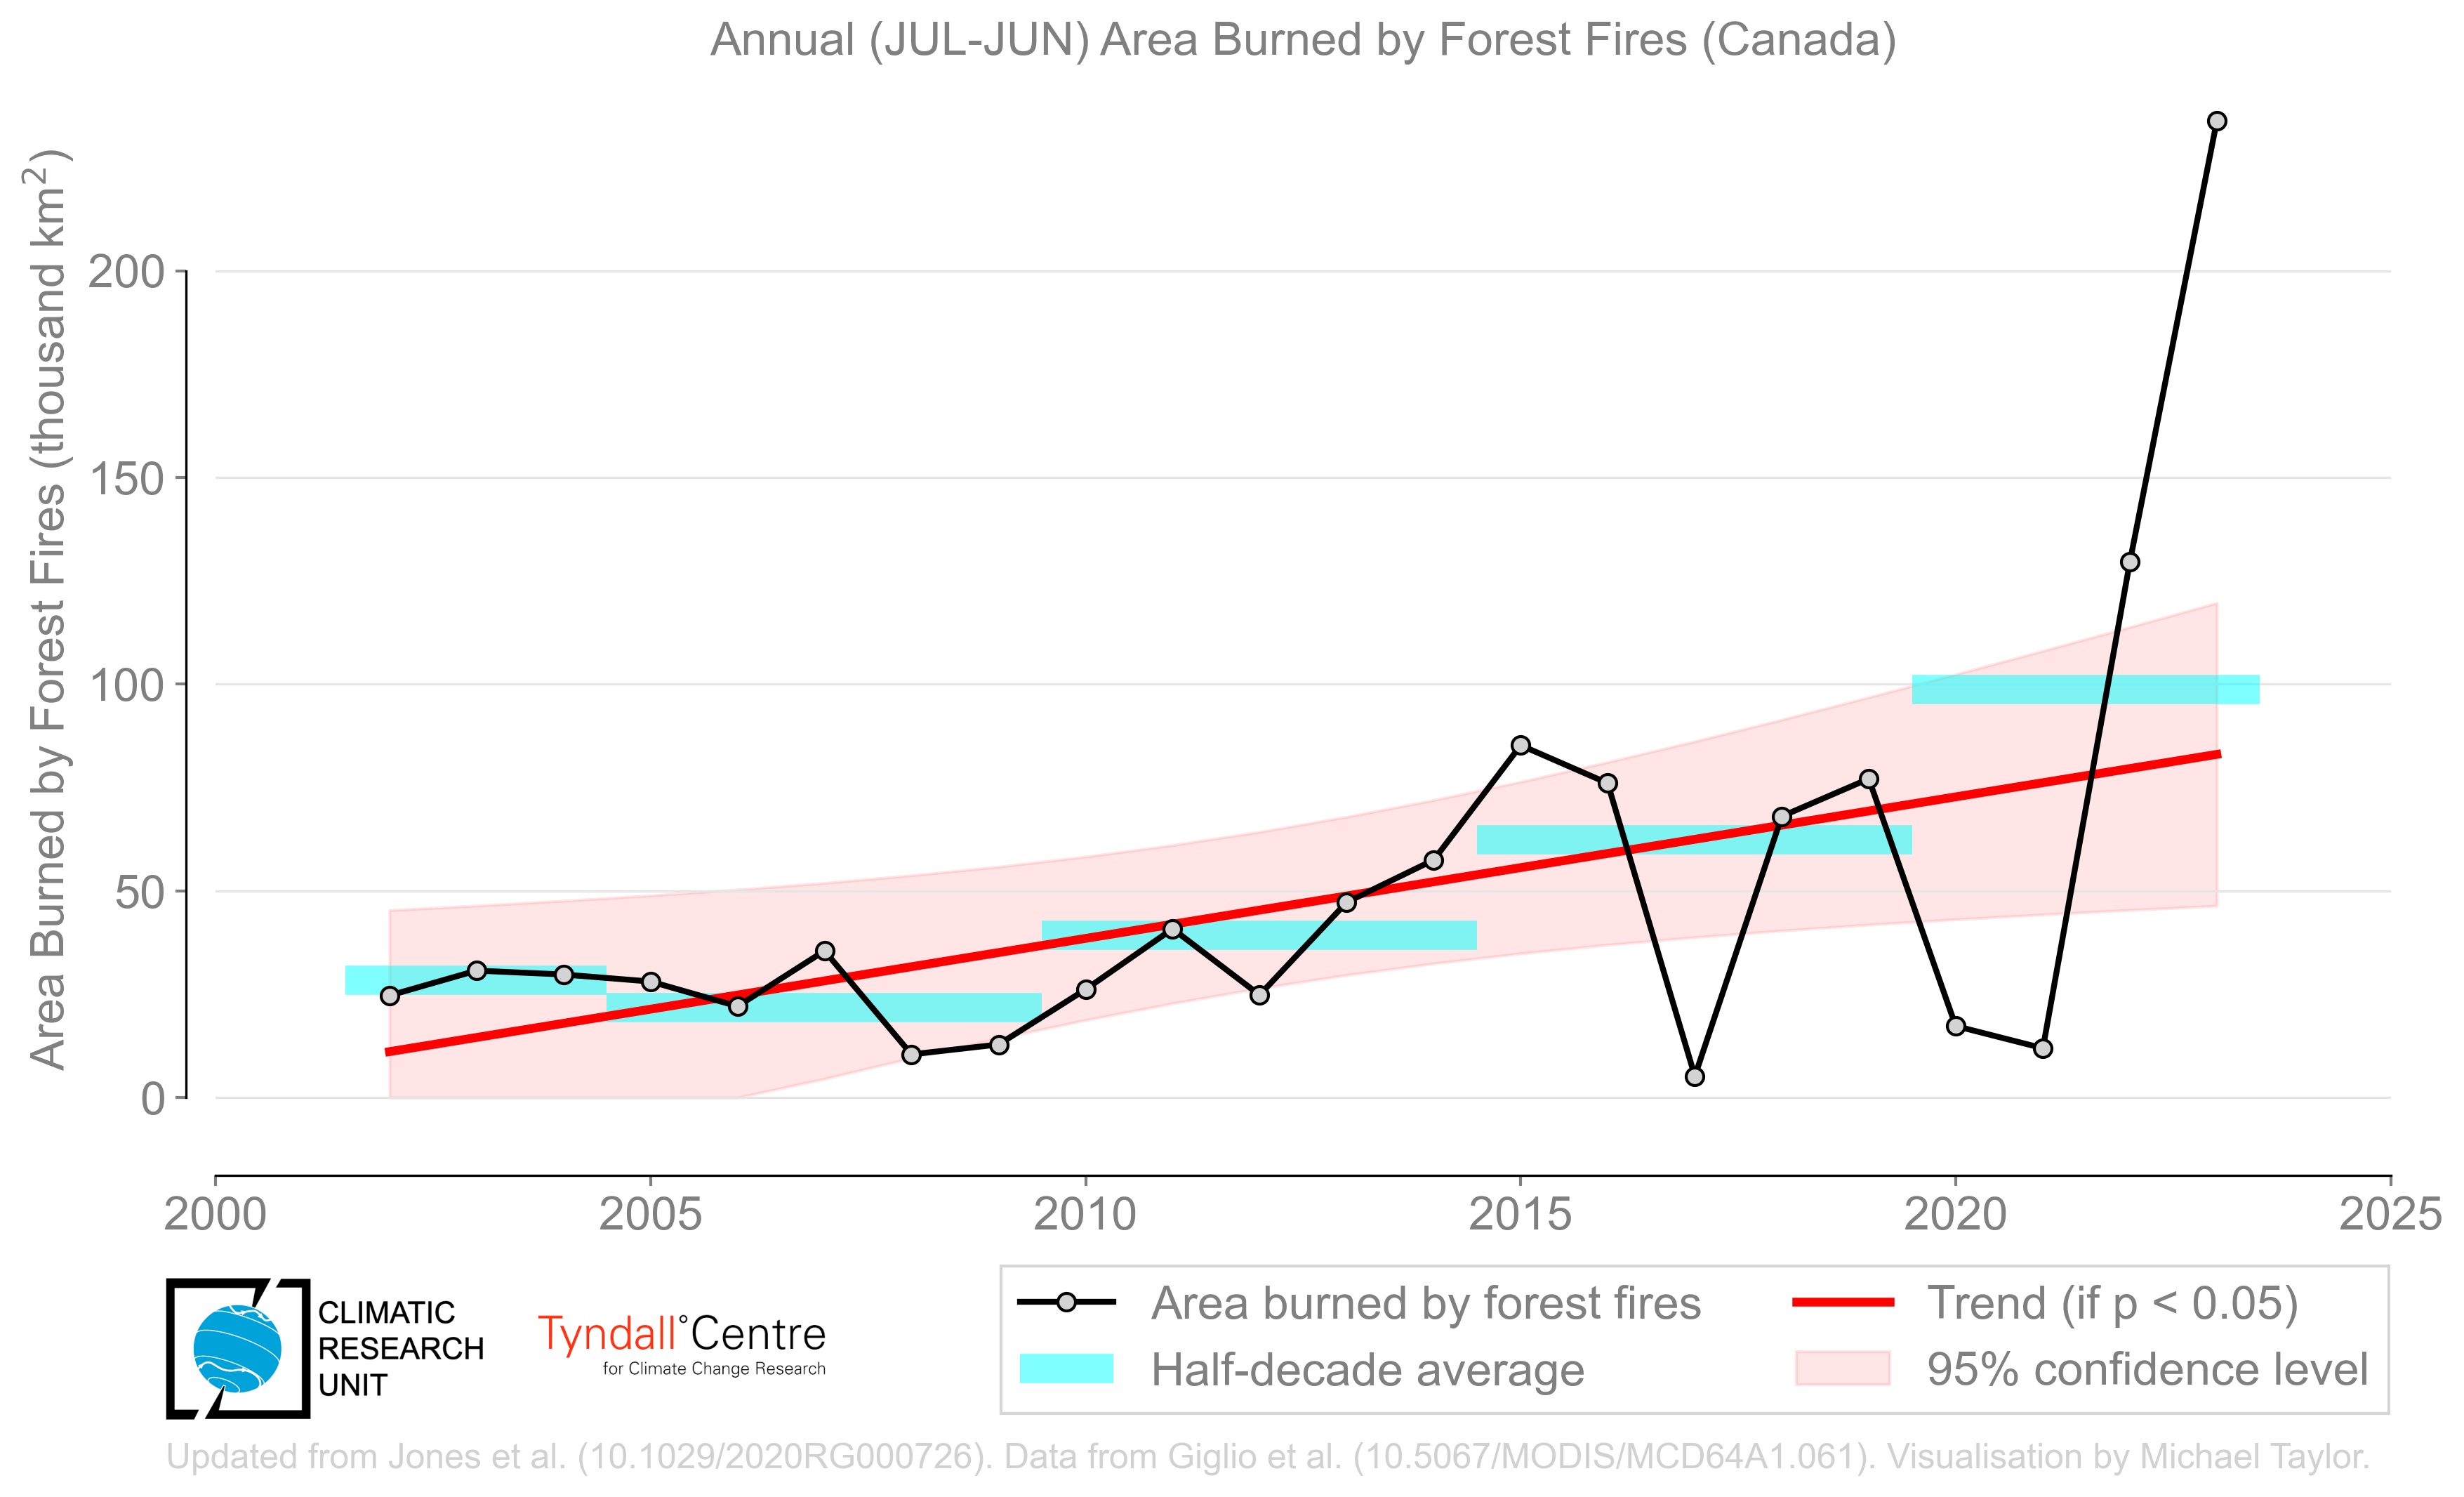 Annual (JUL-JUN) Area Burned by Forest Fires (Canada)
Area Burned by Forest Fires (thousand km²)
200
150
100
50
0
2000 2005 2010 2015 2020 2025
CLIMATIC
RESEARCH
UNIT
Tyndall°Centre
for Climate Change Research
Area burned by forest fires
Half-decade average
Trend (if p < 0.05)
95% confidence level
Updated from Jones et al. (10.1029/2020RG000726). Data from Giglio et al. (10.5067/MODIS/MCD64A1.061). Visualisation by Michael Taylor.